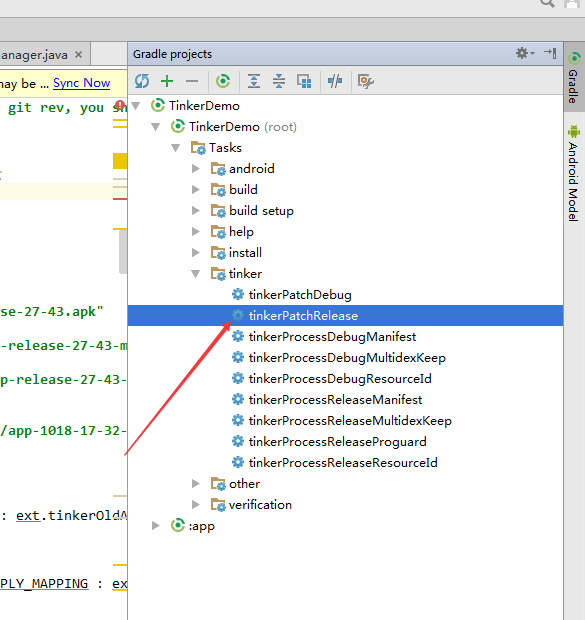 anager.java
Gradle projects
may be ... Sync Now
git rev, you sh
TinkerDemo
TinkerDemo (root)
Tasks
android
build
build setup
help
install
tinker
tinkerPatchDebug
se-27-43.apk"
tinkerPatchRelease
tinkerProcessDebugManifest
-release-27-43-m
tinkerProcessDebugMultidexKeep
p-release-27-43-
tinkerProcessDebugResourceId
tinkerProcessReleaseManifest
tinkerProcessReleaseMultidexKeep
/app-1018-17-32-
tinkerProcessReleaseProguard
tinkerProcessReleaseResourceId
other
verification
: ext.tinkerOldA
:app
PLY_MAPPING : ex
Gradle
Android Model